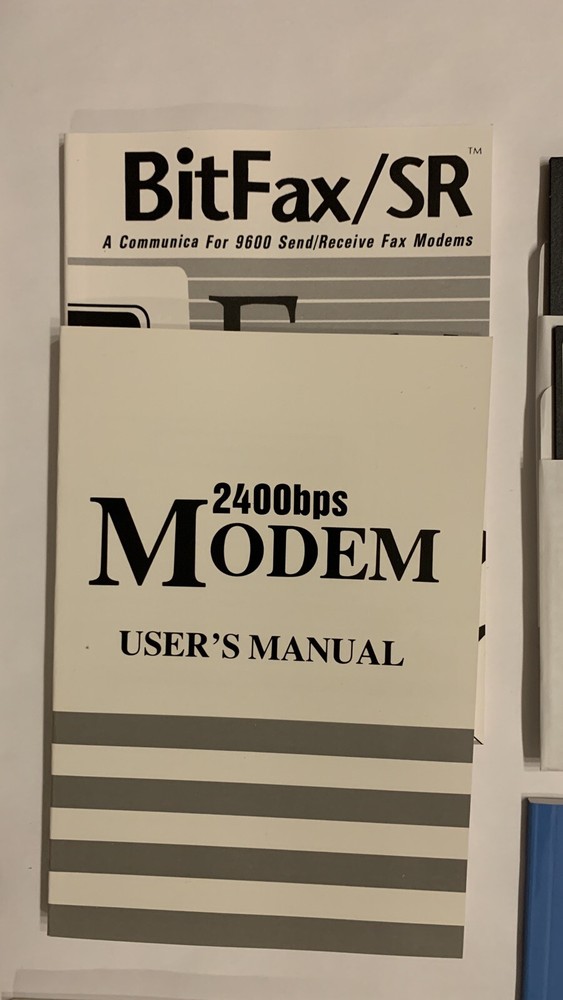 BitFax/SR™
A Communica For 9600 Send/Receive Fax Modems
F
2400bps
MODEM
USER'S MANUAL